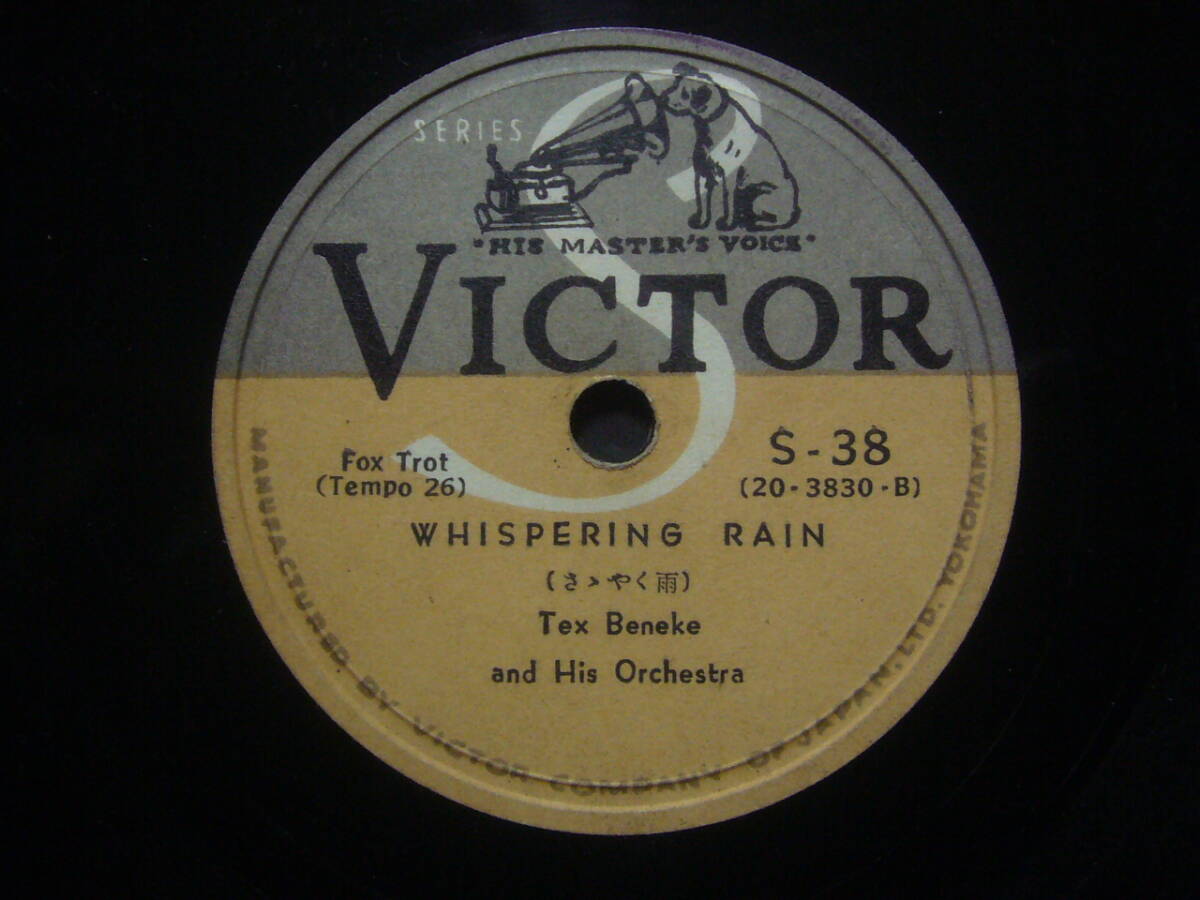 SERIES
S
"HIS MASTER'S VOICE"
VICTOR
Fox Trot
(Tempo 26)
S-38
(20-3830-B)
WHISPERING RAIN
(さゝやく雨)
Tex Beneke
and His Orchestra
MANUFACTURED BY VICTOR COMPANY OF JAPAN, LTD. YOKOHAMA